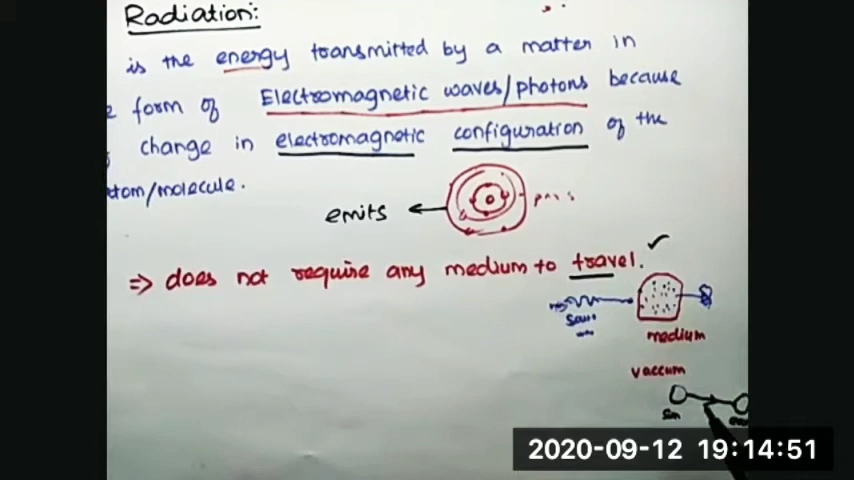 Radiation:
is the energy transmitted by a matter in
form of Electromagnetic waves/photons because
change in electromagnetic configuration of the
atom/molecule.
emits
⇒ does not require any medium to travel. ✓
medium
vaccum
2020-09-12 19:14:51